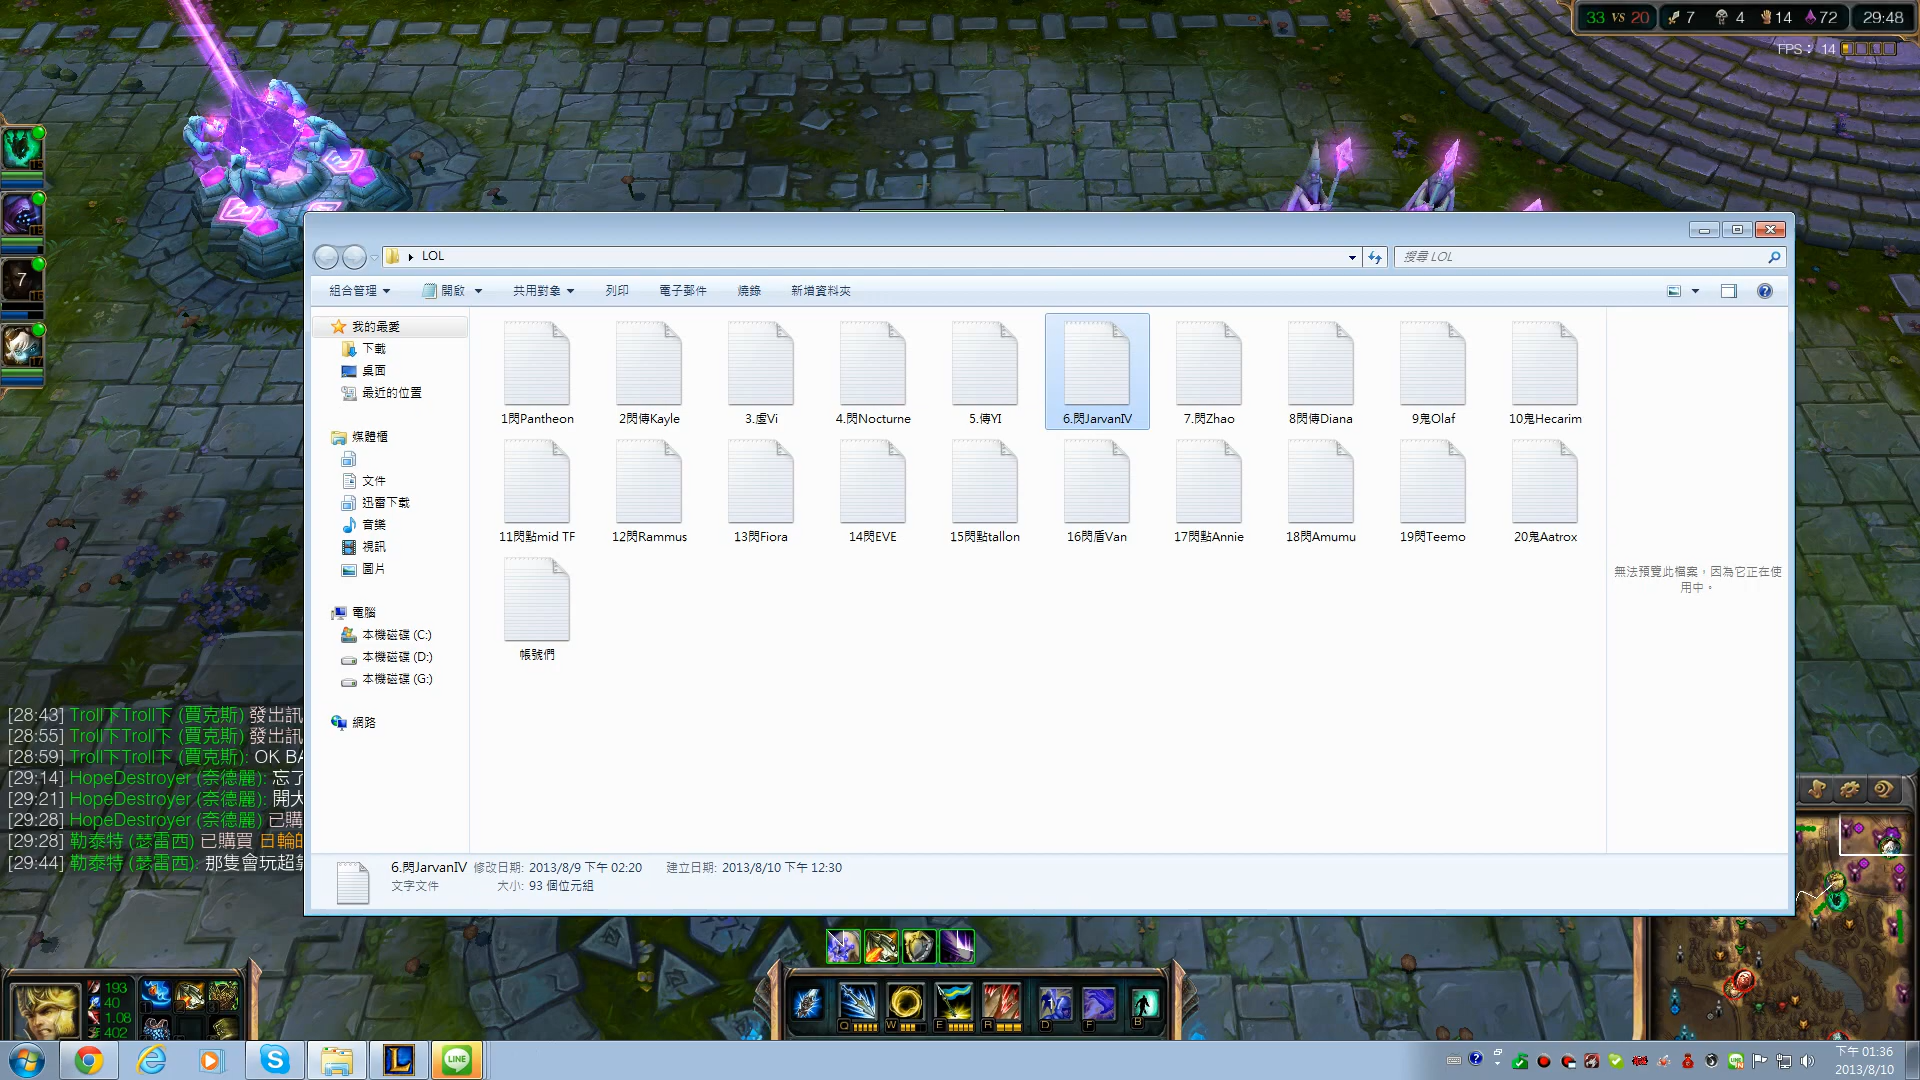 33 vs 20 7 4 14 72 29:48
FPS: 14
7
LOL
搜尋 LOL
組合管理 開啟 共用對象 列印 電子郵件 燒錄 新增資料夾
我的最愛
下載
桌面
最近的位置
媒體櫃
文件
迅雷下載
音樂
視訊
圖片
電腦
本機磁碟 (C:)
本機磁碟 (D:)
本機磁碟 (G:)
網路
1閃Pantheon 2閃傳Kayle 3.虛Vi 4.閃Nocturne 5.傳YI 6.閃JarvanIV 7.閃Zhao 8閃傳Diana 9鬼Olaf 10鬼Hecarim
11閃點mid TF 12閃Rammus 13閃Fiora 14閃EVE 15閃點tallon 16閃盾Van 17閃點Annie 18閃Amumu 19閃Teemo 20鬼Aatrox
帳號們
無法預覽此檔案，因為它正在使
用中。
6.閃JarvanIV 修改日期: 2013/8/9 下午 02:20 建立日期: 2013/8/10 下午 12:30
文字文件 大小: 93 個位元組
[28:43] Troll下Troll下 (賈克斯) 發出訊
[28:55] Troll下Troll下 (賈克斯) 發出訊
[28:59] Troll下Troll下 (賈克斯): OK BA
[29:14] HopeDestroyer (奈德麗): 忘了
[29:21] HopeDestroyer (奈德麗): 開大
[29:28] HopeDestroyer (奈德麗) 已購
[29:28] 勒泰特 (瑟雷西) 已購買 日輪的
[29:44] 勒泰特 (瑟雷西): 那隻會玩超
193
40
1.08
402
Q W E R D F B
LINE
下午 01:36
2013/8/10